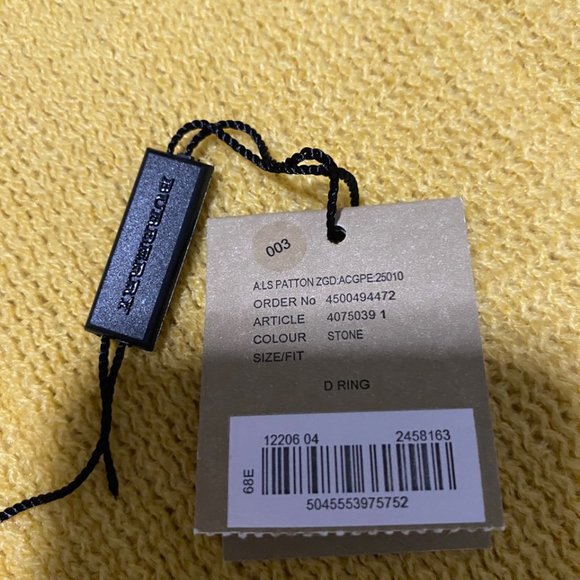 BURBERRY
003
A:LS PATTON ZGD:ACGPE:25010
ORDER No 4500494472
ARTICLE 4075039 1
COLOUR STONE
SIZE/FIT
D RING
12206 04 2458163
68E
5045553975752